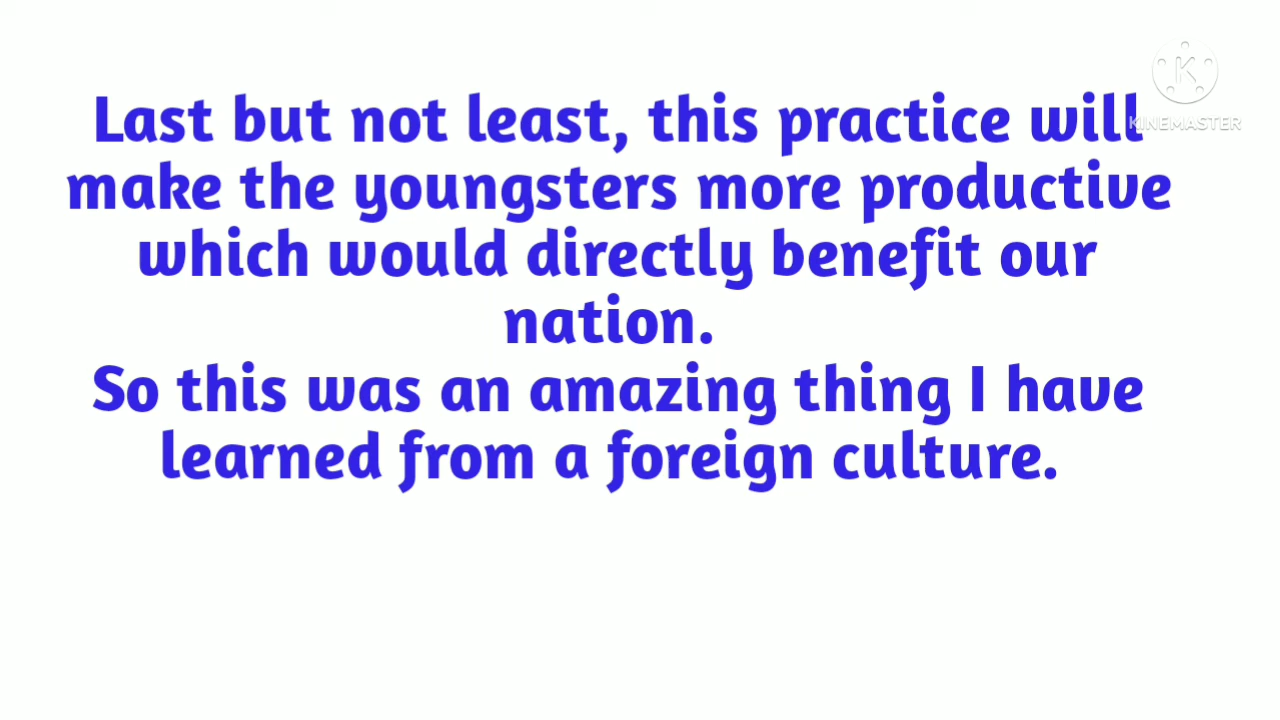 Last but not least, this practice will
make the youngsters more productive
which would directly benefit our
nation.
So this was an amazing thing I have
learned from a foreign culture.
K
KINEMASTER